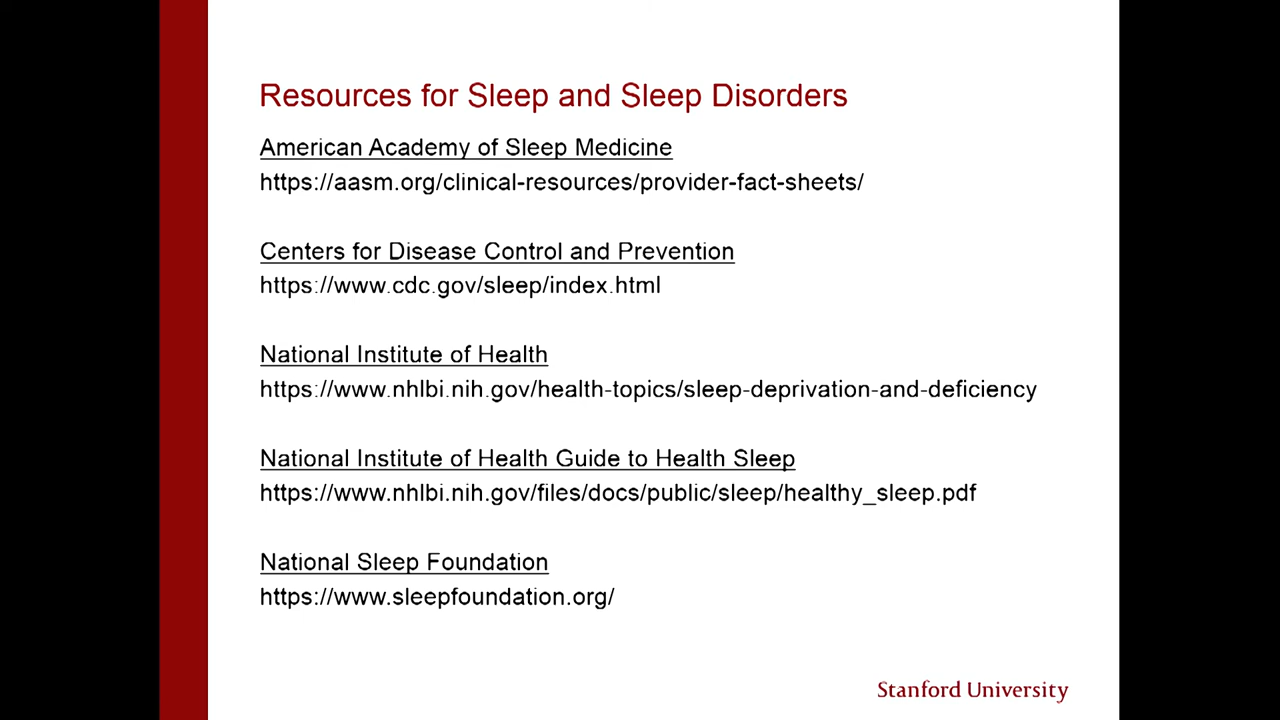 Resources for Sleep and Sleep Disorders
American Academy of Sleep Medicine
https://aasm.org/clinical-resources/provider-fact-sheets/
Centers for Disease Control and Prevention
https://www.cdc.gov/sleep/index.html
National Institute of Health
https://www.nhlbi.nih.gov/health-topics/sleep-deprivation-and-deficiency
National Institute of Health Guide to Health Sleep
https://www.nhlbi.nih.gov/files/docs/public/sleep/healthy_sleep.pdf
National Sleep Foundation
https://www.sleepfoundation.org/
Stanford University